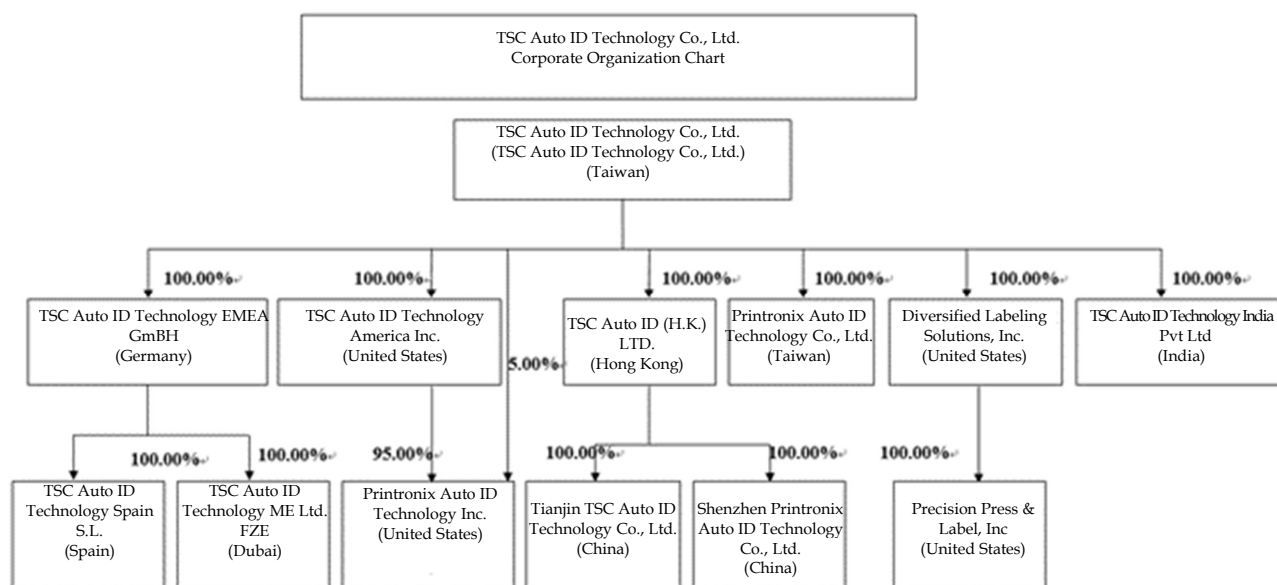 TSC Auto ID Technology Co., Ltd.
Corporate Organization Chart
TSC Auto ID Technology Co., Ltd.
(TSC Auto ID Technology Co., Ltd.)
(Taiwan)
100.00%
100.00%
100.00%
100.00%
100.00%
100.00%
TSC Auto ID Technology EMEA
GmBH
(Germany)
TSC Auto ID Technology
America Inc.
(United States)
TSC Auto ID (H.K.)
LTD.
(Hong Kong)
Printronix Auto ID
Technology Co., Ltd.
(Taiwan)
Diversified Labeling
Solutions, Inc.
(United States)
TSC Auto ID Technology India
Pvt Ltd
(India)
5.00%
100.00%
100.00%
95.00%
100.00%
100.00%
100.00%
TSC Auto ID
Technology Spain
S.L.
(Spain)
TSC Auto ID
Technology ME Ltd.
FZE
(Dubai)
Printronix Auto ID
Technology Inc.
(United States)
Tianjin TSC Auto ID
Technology Co., Ltd.
(China)
Shenzhen Printronix
Auto ID Technology
Co., Ltd.
(China)
Precision Press &
Label, Inc
(United States)